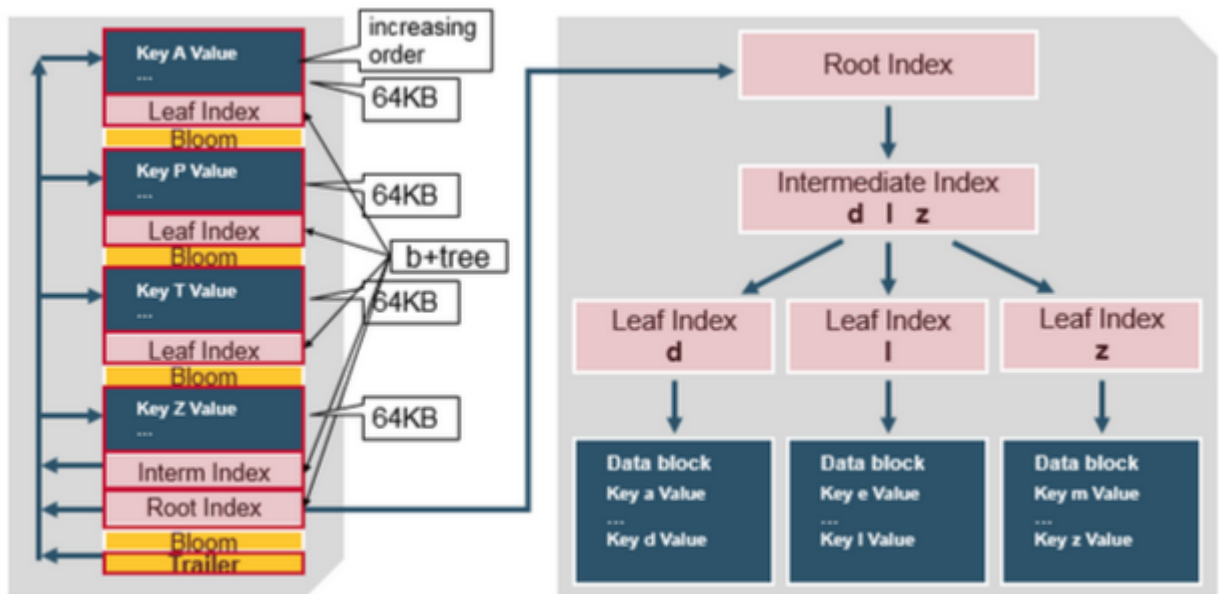 Key A Value
...
Leaf Index
Bloom
Key P Value
...
Leaf Index
Bloom
Key T Value
...
Leaf Index
Bloom
Key Z Value
...
Interm Index
Root Index
Bloom
Trailer
increasing
order
64KB
64KB
b+tree
64KB
64KB
Root Index
Intermediate Index
d l z
Leaf Index
d
Leaf Index
l
Leaf Index
z
Data block
Key a Value
...
Key d Value
Data block
Key e Value
...
Key l Value
Data block
Key m Value
...
Key z Value